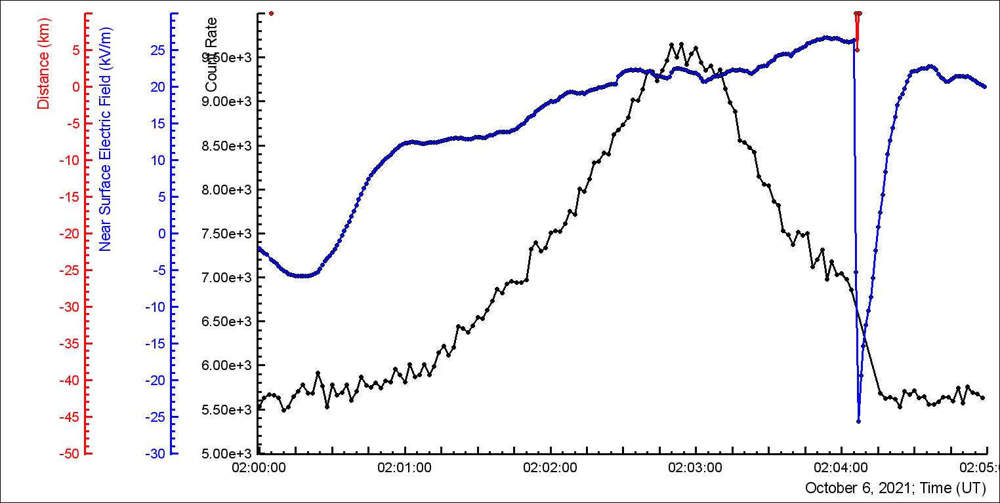 Distance (km)
5
0
-5
-10
-15
-20
-25
-30
-35
-40
-45
-50
Near Surface Electric Field (kV/m)
25
20
15
10
5
0
-5
-10
-15
-20
-25
-30
Count Rate
9.50e+3
9.00e+3
8.50e+3
8.00e+3
7.50e+3
7.00e+3
6.50e+3
6.00e+3
5.50e+3
5.00e+3
02:00:00 02:01:00 02:02:00 02:03:00 02:04:00 02:05:0
October 6, 2021; Time (UT)